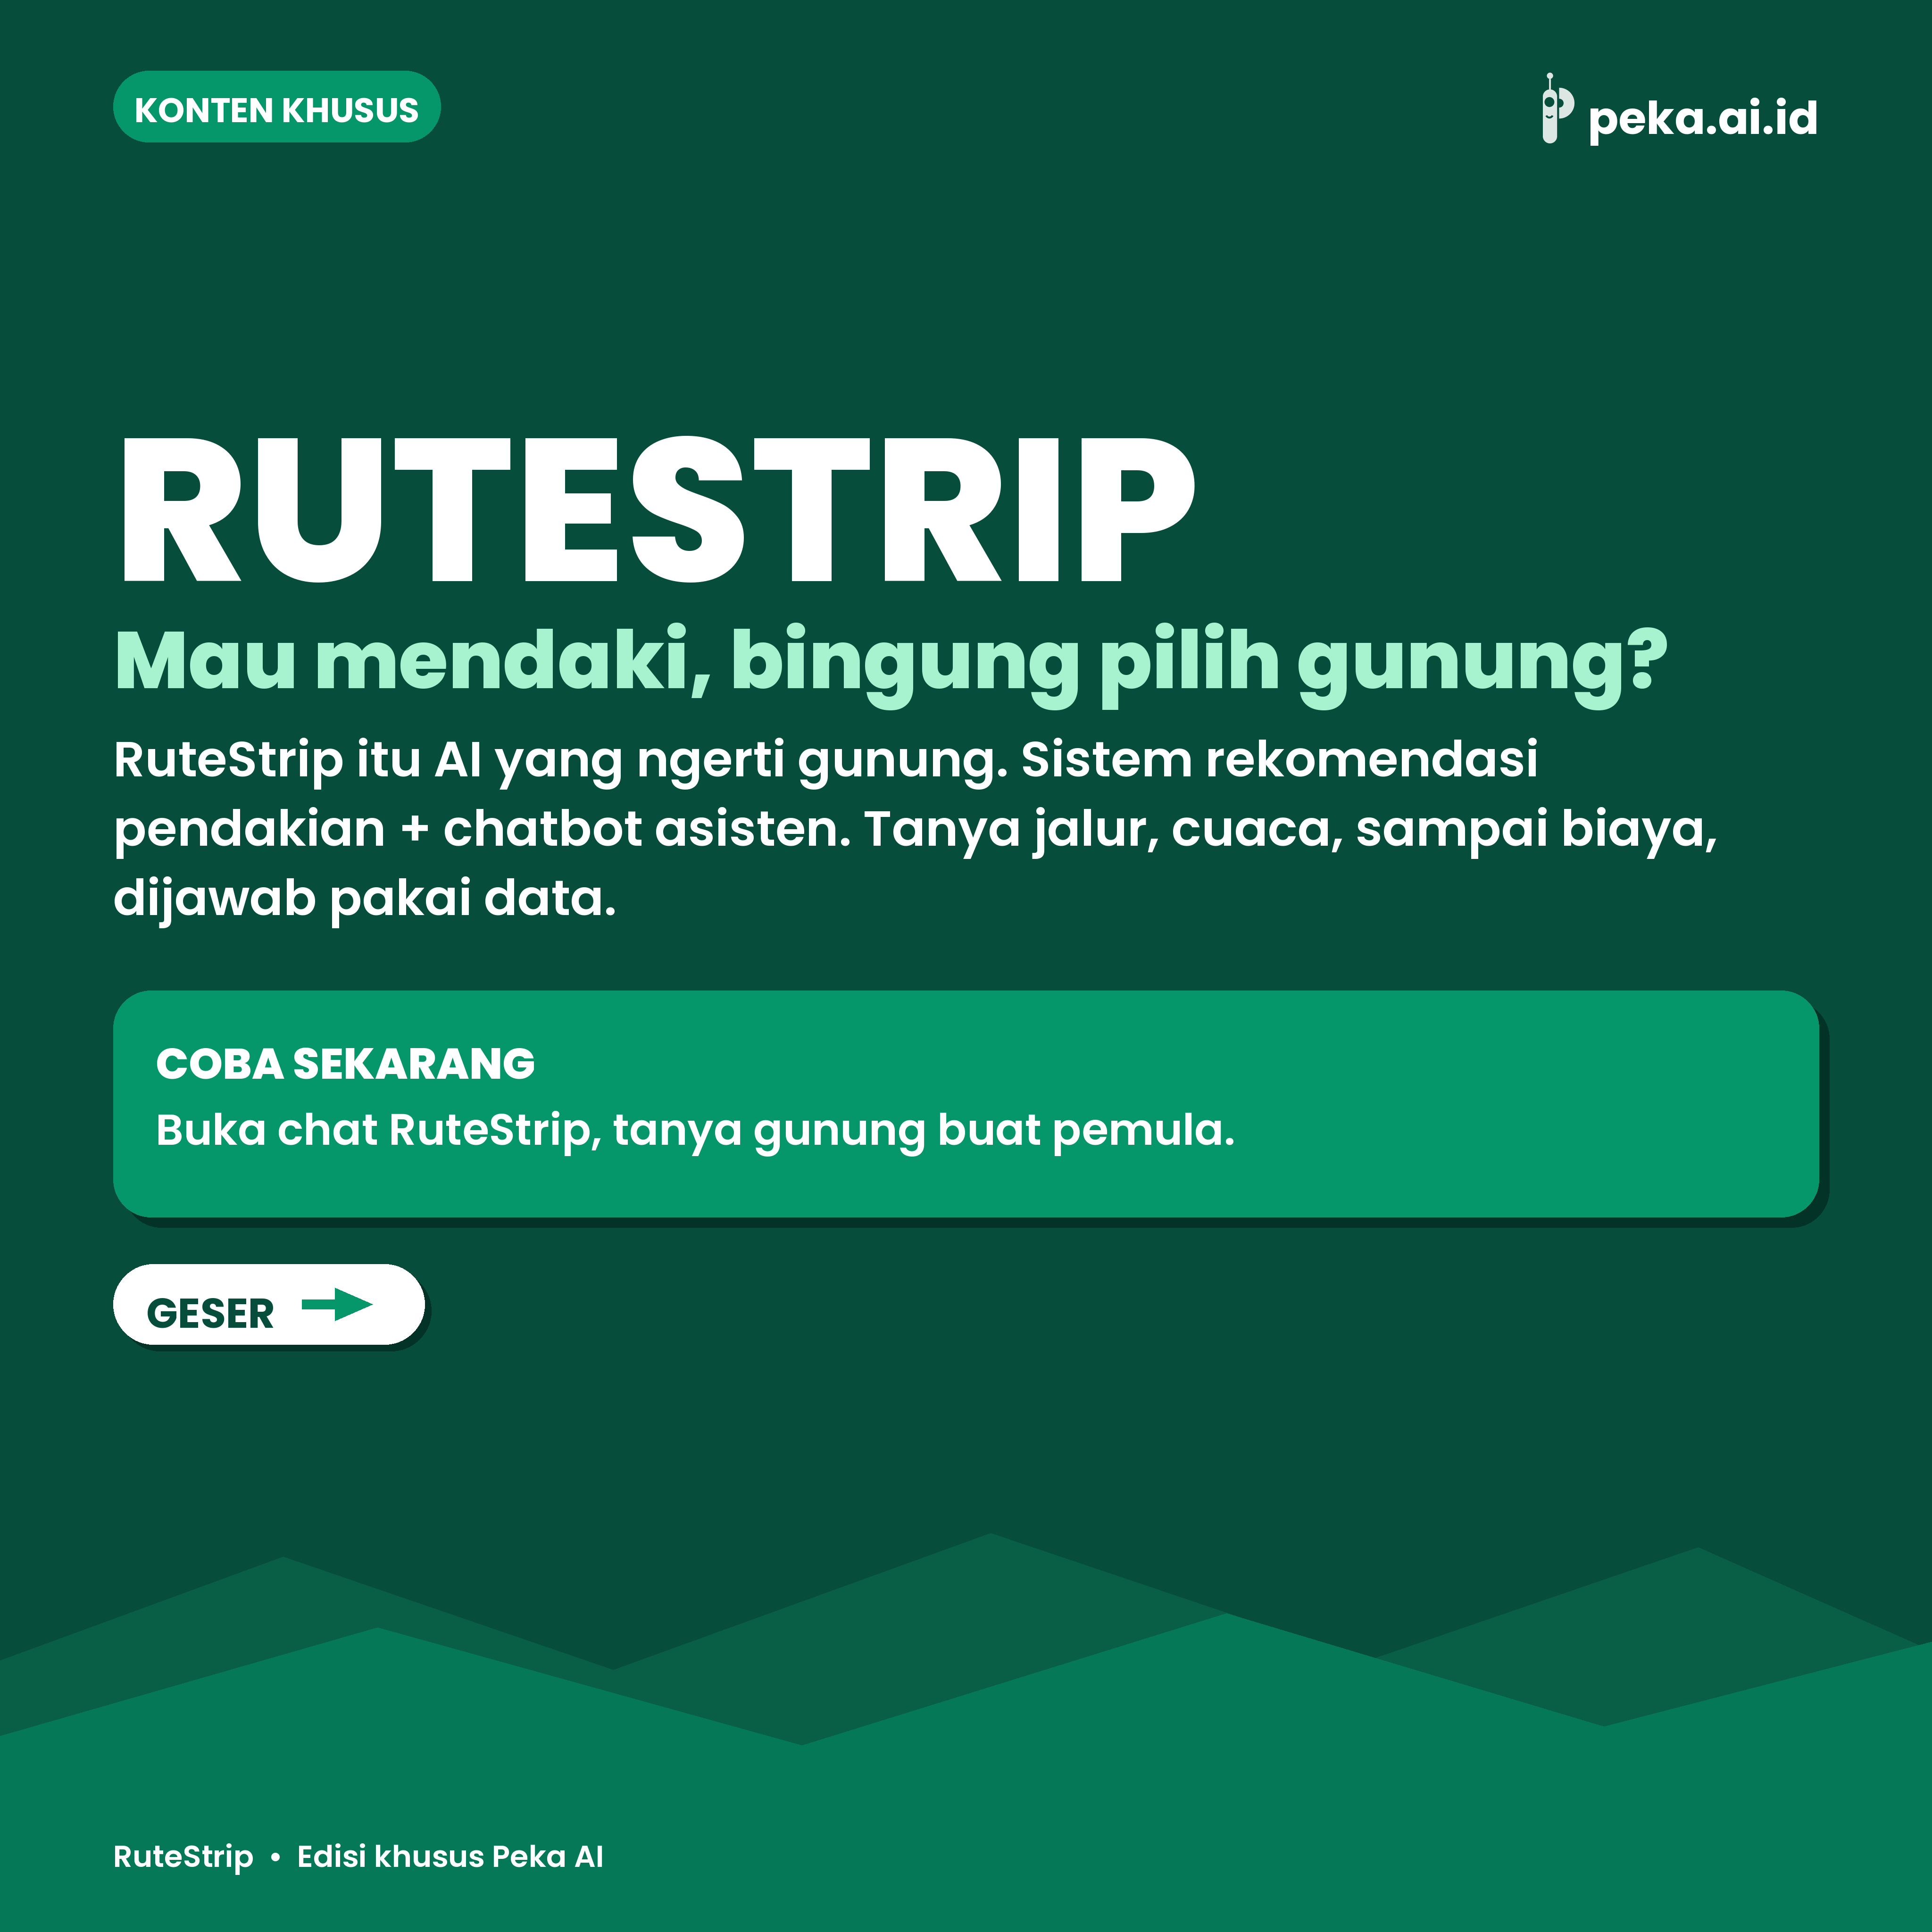 KONTEN KHUSUS
peka.ai.id
RUTESTRIP
Mau mendaki, bingung pilih gunung?
RuteStrip itu AI yang ngerti gunung. Sistem rekomendasi
pendakian + chatbot asisten. Tanya jalur, cuaca, sampai biaya,
dijawab pakai data.
COBA SEKARANG
Buka chat RuteStrip, tanya gunung buat pemula.
GESER
RuteStrip • Edisi khusus Peka AI